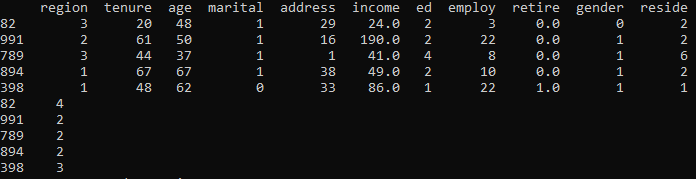 region tenure age marital address income ed employ retire gender reside
82 3 20 48 1 29 24.0 2 3 0.0 0 2
991 2 61 50 1 16 190.0 2 22 0.0 1 2
789 3 44 37 1 1 41.0 4 8 0.0 1 6
894 1 67 67 1 38 49.0 2 10 0.0 1 2
398 1 48 62 0 33 86.0 1 22 1.0 1 1
82 4
991 2
789 2
894 2
398 3